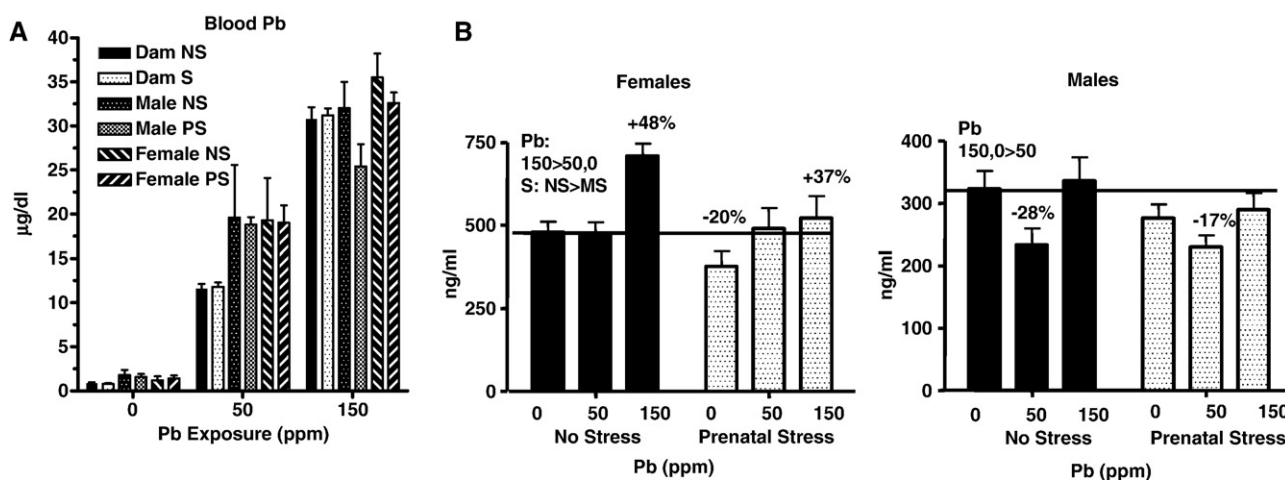 A
Blood Pb
Dam NS
Dam S
Male NS
Male PS
Female NS
Female PS
40
35
30
25
20
15
10
5
0
µg/dl
0 50 150
Pb Exposure (ppm)
B
Females
Pb:
150>50,0
S: NS>MS
+48%
-20%
+37%
750
500
250
0
ng/ml
0 50 150 0 50 150
No Stress Prenatal Stress
Pb (ppm)
Males
Pb
150,0>50
-28%
-17%
400
300
200
100
0
ng/ml
0 50 150 0 50 150
No Stress Prenatal Stress
Pb (ppm)